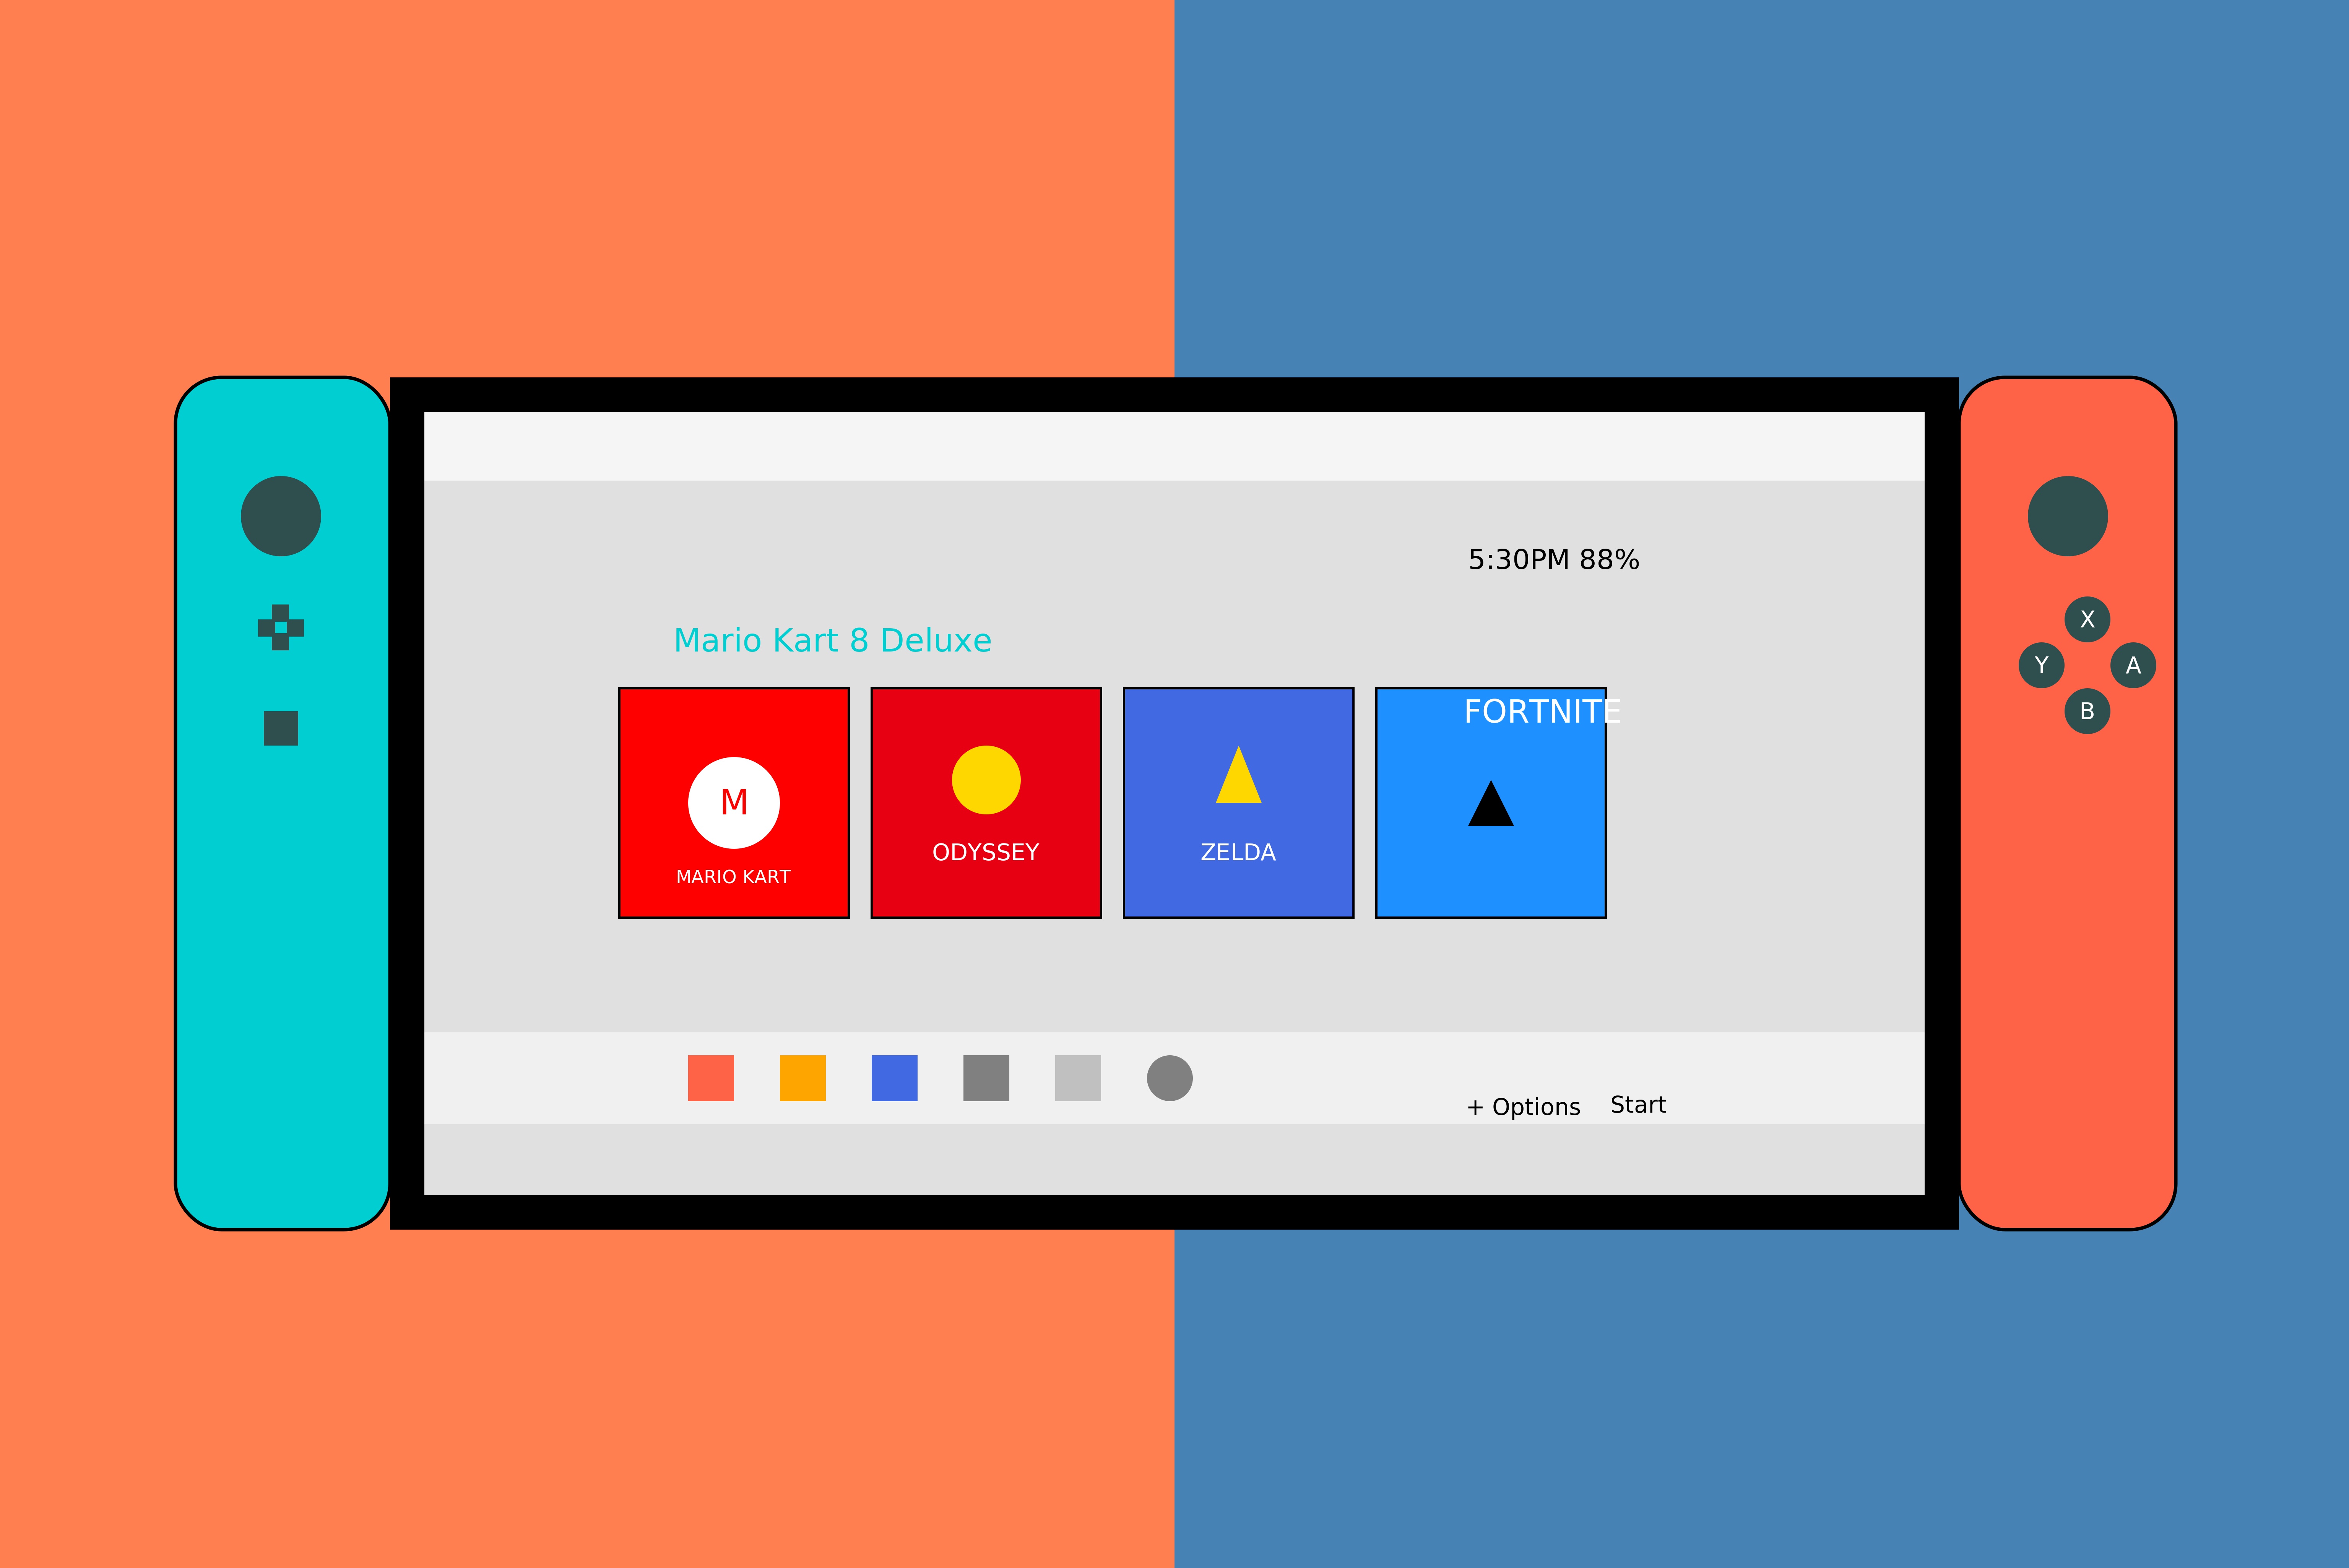 5:30PM 88%
Mario Kart 8 Deluxe
FORTNITE
M
MARIO KART
ODYSSEY
ZELDA
+ Options
Start
X
Y
A
B